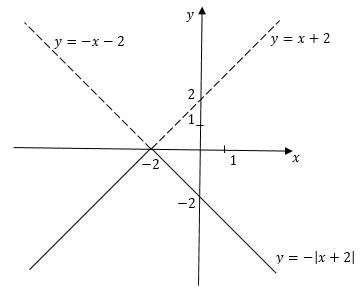 y
y = −x − 2
y = x + 2
2
1
−2
1
x
−2
y = −|x + 2|